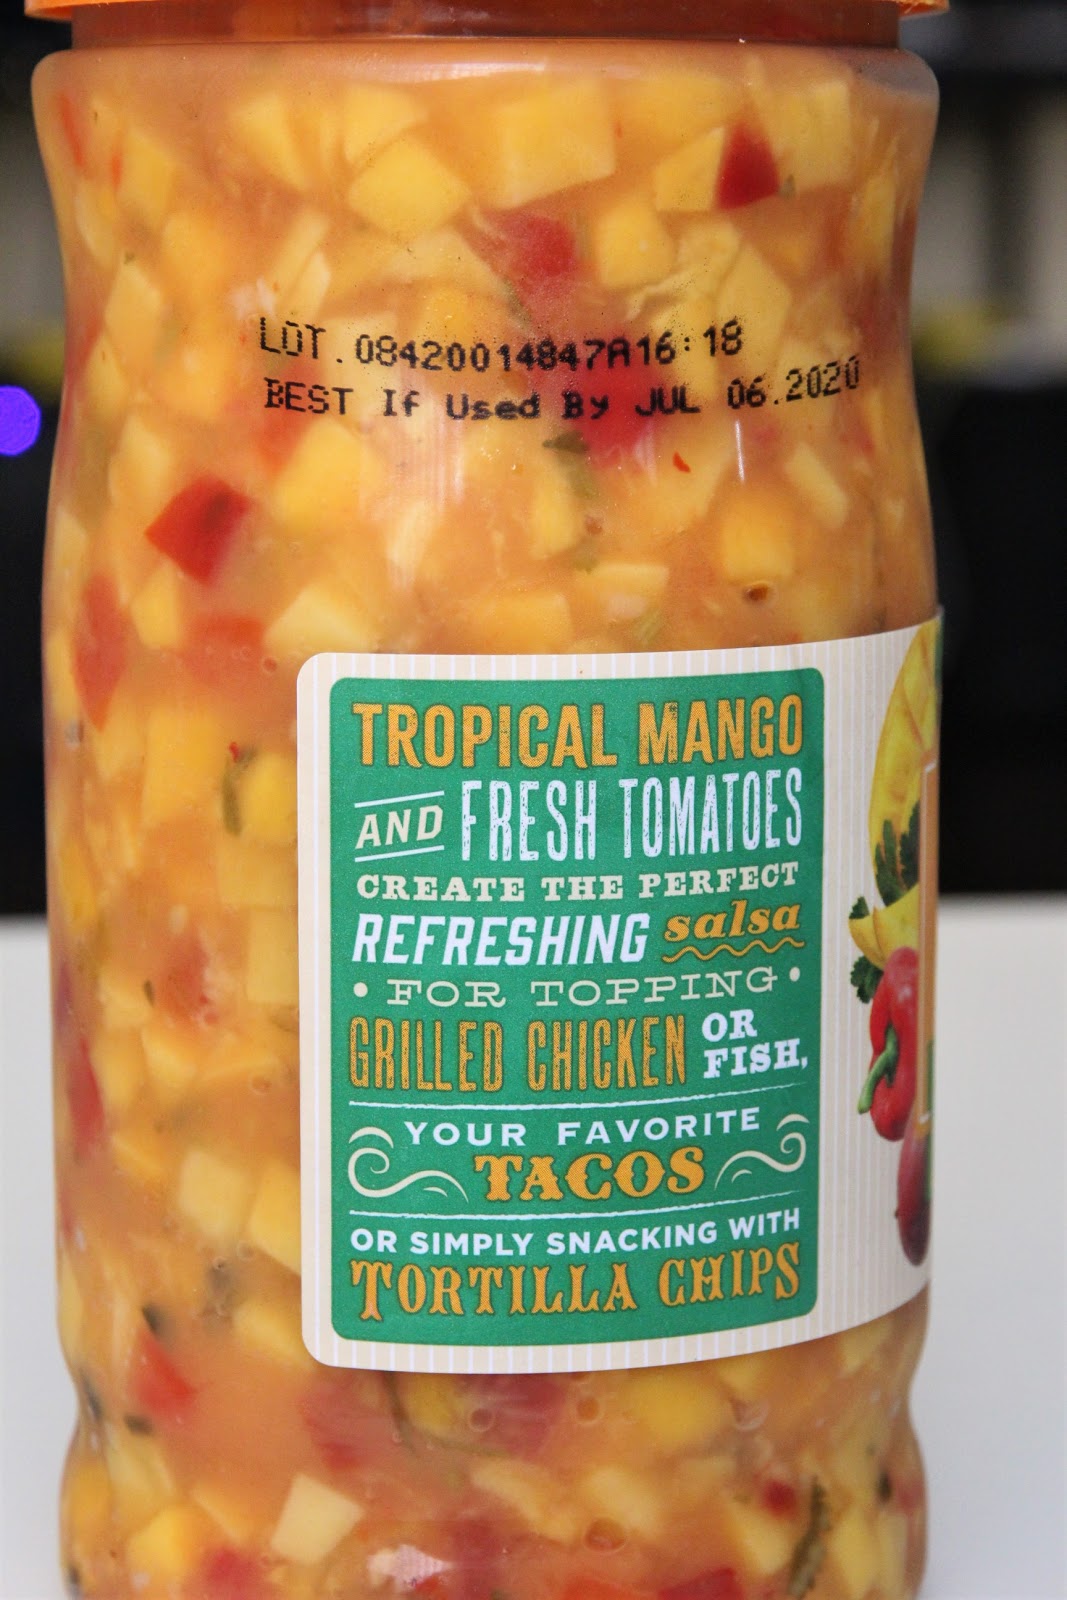 LOT.08420014847A16:18
BEST If Used By JUL 06.2020
TROPICAL MANGO
AND FRESH TOMATOES
CREATE THE PERFECT
REFRESHING salsa
• FOR TOPPING •
GRILLED CHICKEN OR FISH,
YOUR FAVORITE
TACOS
OR SIMPLY SNACKING WITH
TORTILLA CHIPS